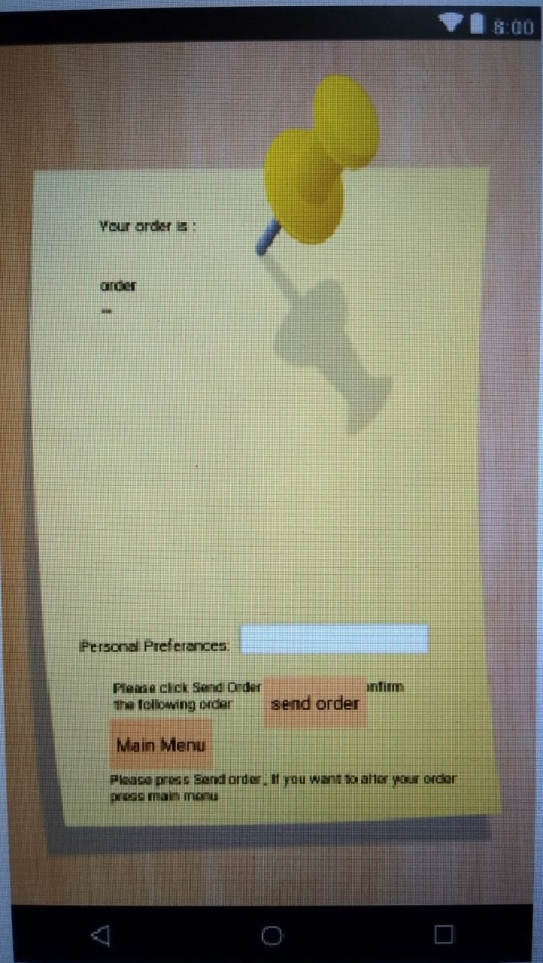 8:00
Your order is :
order
--
Personal Preferances:
Please click Send Order nfirm
the following order
send order
Main Menu
Please press Send order , If you want to alter your order
press main menu